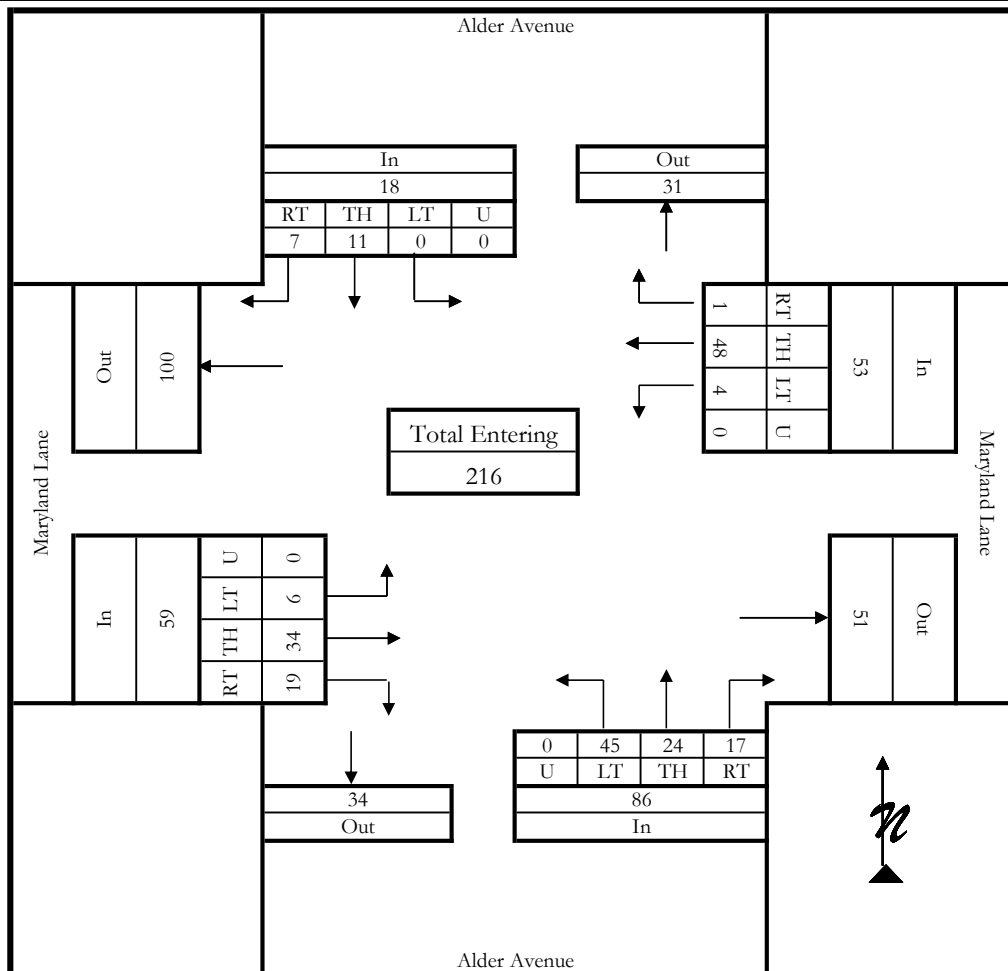 Alder Avenue
In
18
RT TH LT U
7 11 0 0
Out
31
Out
100
1 RT
48 TH
4 LT
0 U
53
In
Total Entering
216
Maryland Lane
Maryland Lane
In
59
U 0
LT 6
TH 34
RT 19
51
Out
0 45 24 17
U LT TH RT
86
In
34
Out
N
Alder Avenue